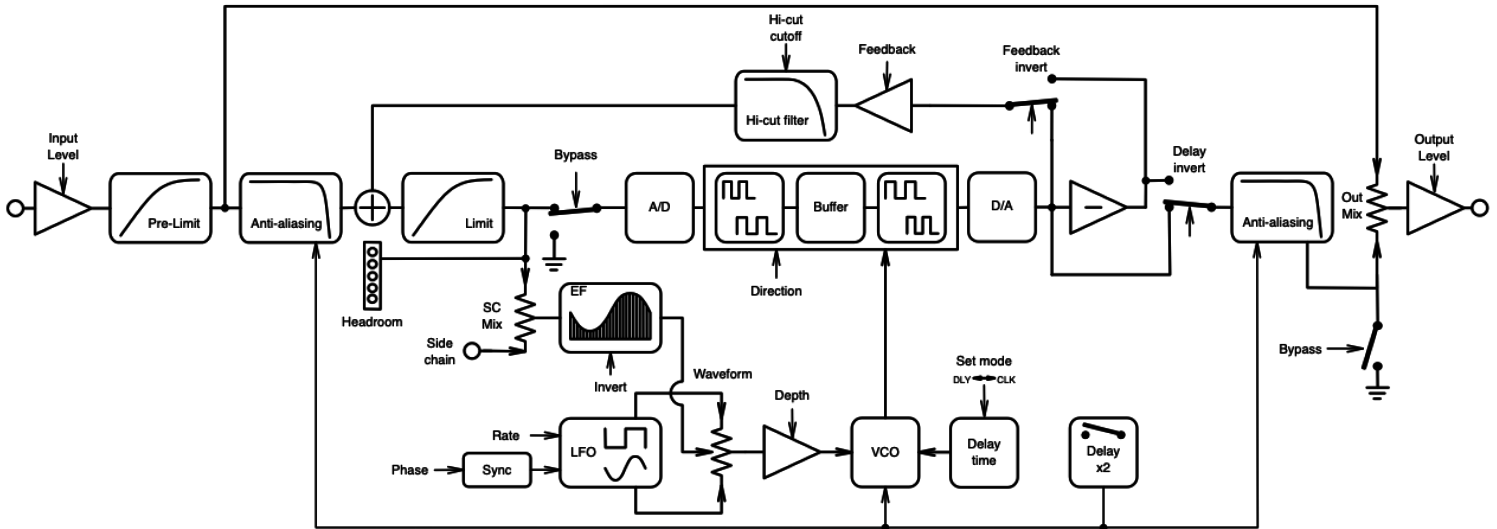 Hi-cut
cutoff
Feedback
Feedback
invert
Hi-cut filter
Input
Level
Bypass
Delay
invert
Output
Level
Pre-Limit
Anti-aliasing
Limit
A/D
Buffer
D/A
Anti-aliasing
Out
Mix
Direction
Headroom
SC
Mix
EF
Side
chain
Invert
Waveform
Set mode
DLY
CLK
Bypass
Depth
Rate
LFO
Phase
Sync
VCO
Delay
time
Delay
x2